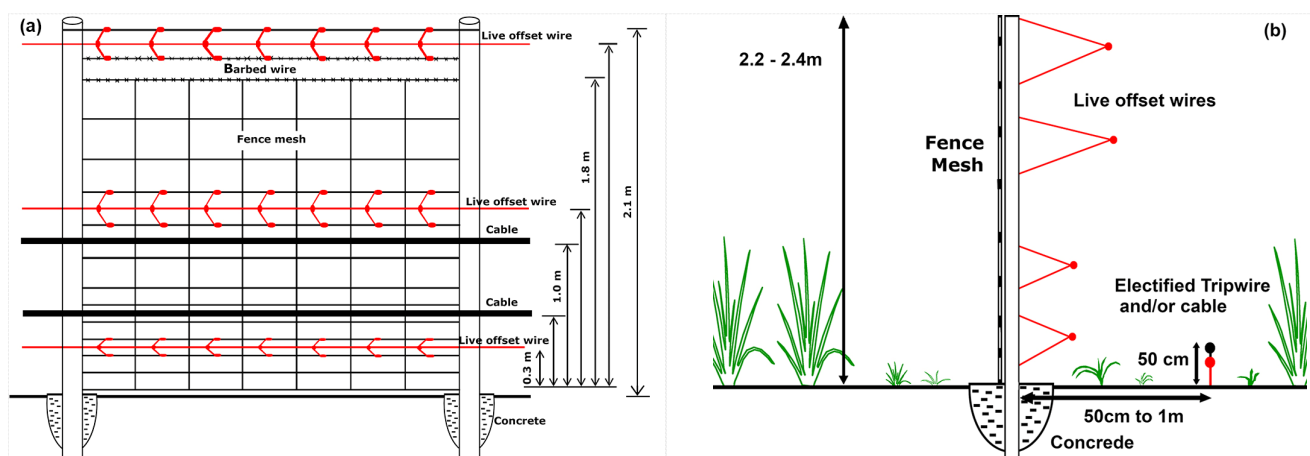 (a)
Live offset wire
Barbed wire
Fence mesh
1.8 m
2.1 m
Live offset wire
Cable
1.0 m
Cable
Live offset wire
0.3 m
Concrete
(b)
2.2 - 2.4m
Live offset wires
Fence
Mesh
Electified Tripwire
and/or cable
50 cm
50cm to 1m
Concrede